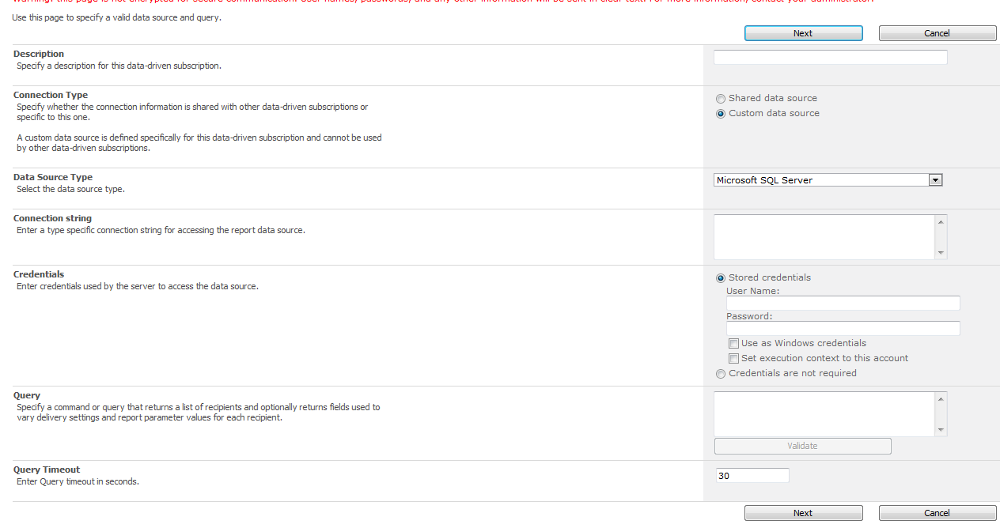 Warning: this page is not encrypted for secure communication. User names, passwords, and any other information will be sent in clear text. For more information, contact your administrator.
Use this page to specify a valid data source and query.
Next Cancel
Description
Specify a description for this data-driven subscription.
Connection Type
Specify whether the connection information is shared with other data-driven subscriptions or
specific to this one.
A custom data source is defined specifically for this data-driven subscription and cannot be used
by other data-driven subscriptions.
Shared data source
Custom data source
Data Source Type
Select the data source type.
Microsoft SQL Server
Connection string
Enter a type specific connection string for accessing the report data source.
Credentials
Enter credentials used by the server to access the data source.
Stored credentials
User Name:
Password:
Use as Windows credentials
Set execution context to this account
Credentials are not required
Query
Specify a command or query that returns a list of recipients and optionally returns fields used to
vary delivery settings and report parameter values for each recipient.
Validate
Query Timeout
Enter Query timeout in seconds.
30
Next Cancel